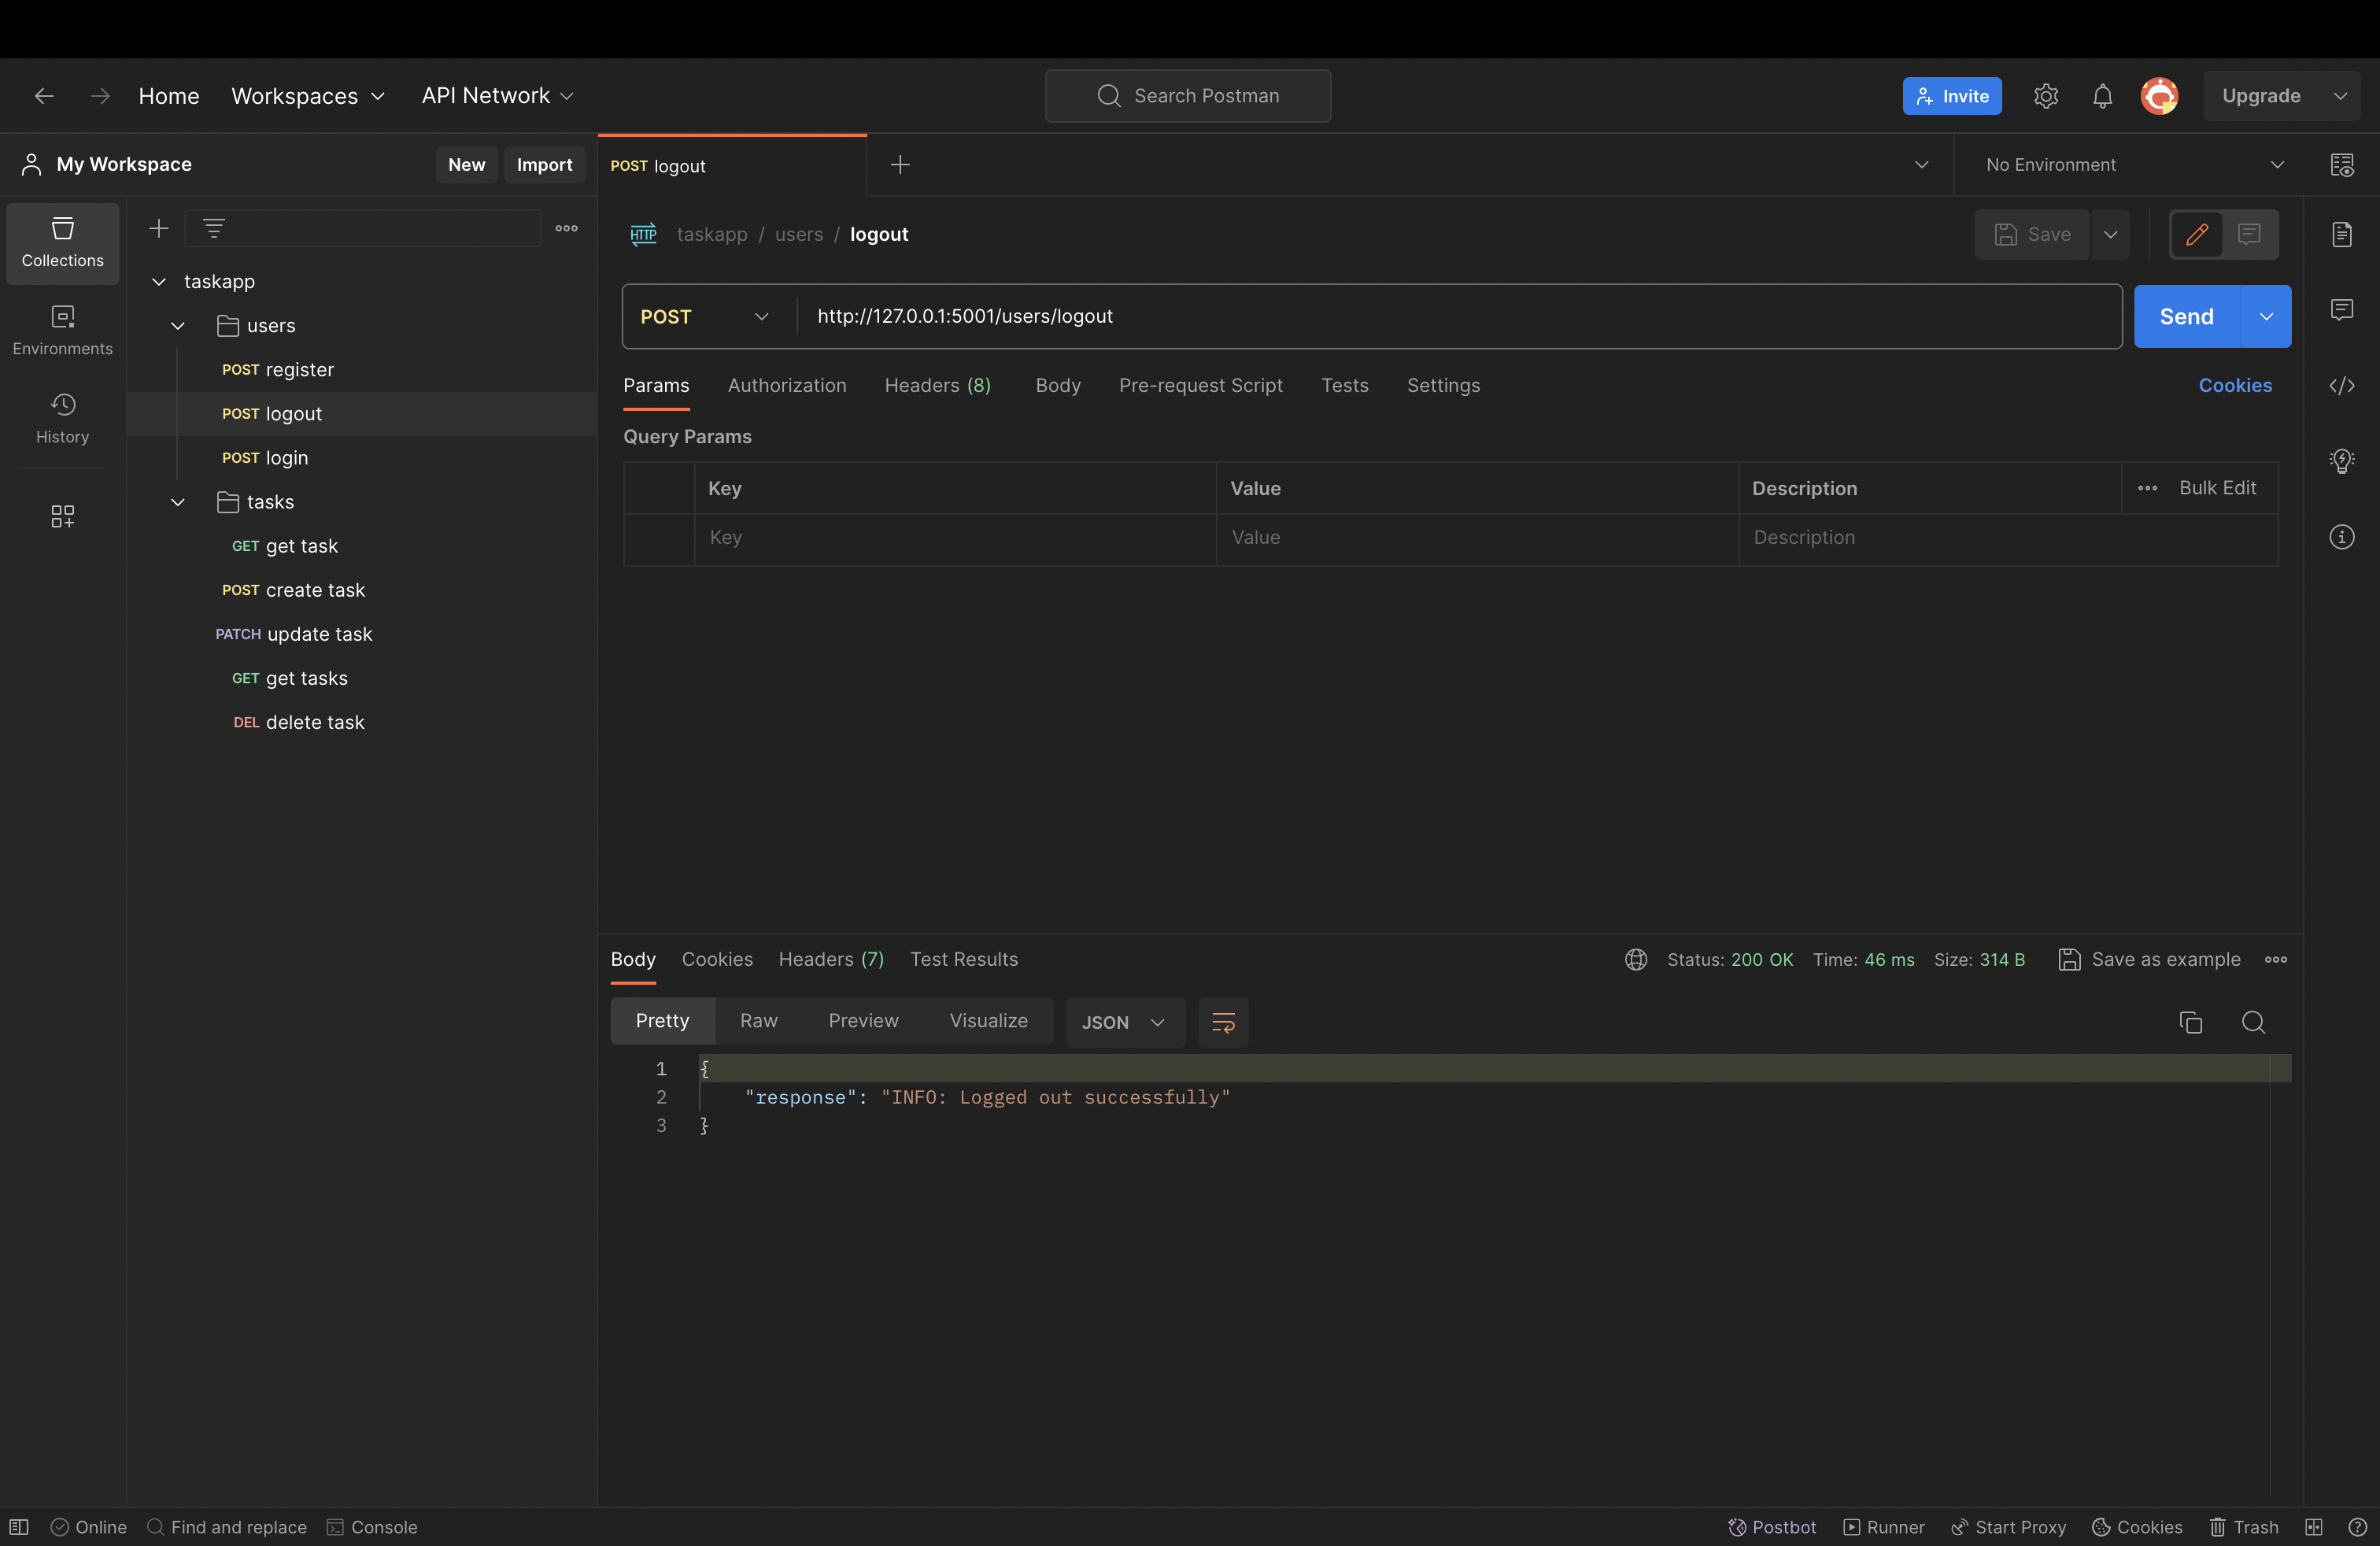 Home Workspaces API Network Search Postman Invite Upgrade
My Workspace New Import POST logout No Environment
Collections
Environments
History
taskapp
users
POST register
POST logout
POST login
tasks
GET get task
POST create task
PATCH update task
GET get tasks
DEL delete task
HTTP taskapp / users / logout Save
POST http://127.0.0.1:5001/users/logout Send
Params Authorization Headers (8) Body Pre-request Script Tests Settings Cookies
Query Params
Key Value Description Bulk Edit
Key Value Description
Body Cookies Headers (7) Test Results Status: 200 OK Time: 46 ms Size: 314 B Save as example
Pretty Raw Preview Visualize JSON
1 {
2 "response": "INFO: Logged out successfully"
3 }
Online Find and replace Console Postbot Runner Start Proxy Cookies Trash